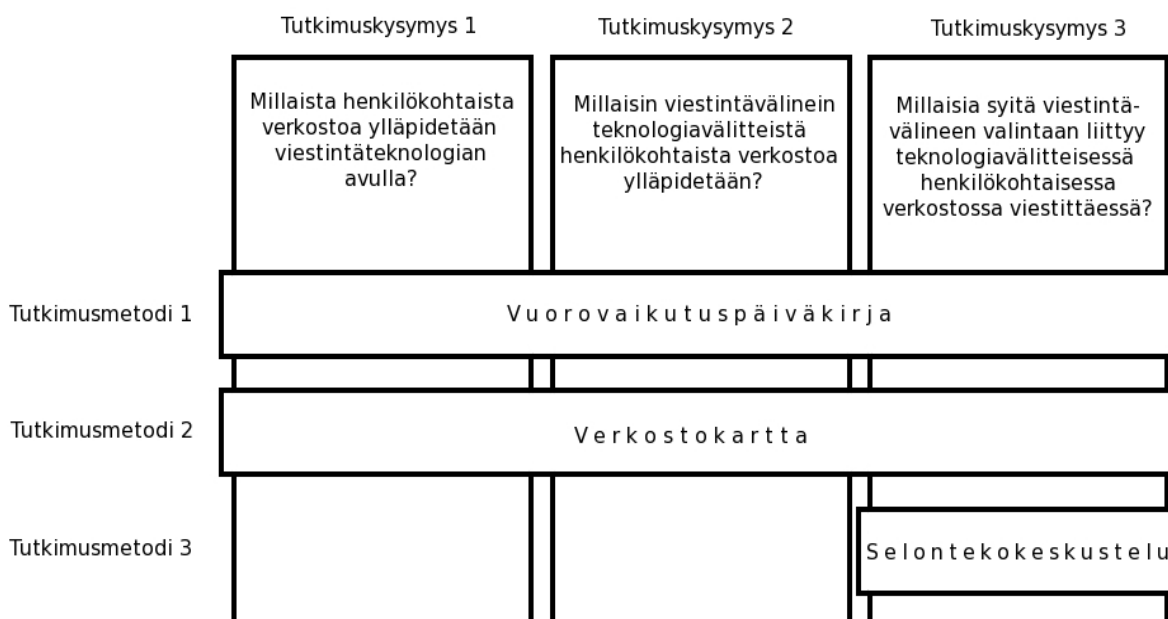 Tutkimuskysymys 1
Tutkimuskysymys 2
Tutkimuskysymys 3
Millaista henkilökohtaista
verkostoa ylläpidetään
viestintäteknologian
avulla?
Millaisin viestintävälinein
teknologiavälitteistä
henkilökohtaista verkostoa
ylläpidetään?
Millaisia syitä viestintä-
välineen valintaan liittyy
teknologiavälitteisessä
henkilökohtaisessa
verkostossa viestittäessä?
Tutkimusmetodi 1
Vuorovaikutuspäiväkirja
Tutkimusmetodi 2
Verkostokartta
Tutkimusmetodi 3
Selontekokeskustelu